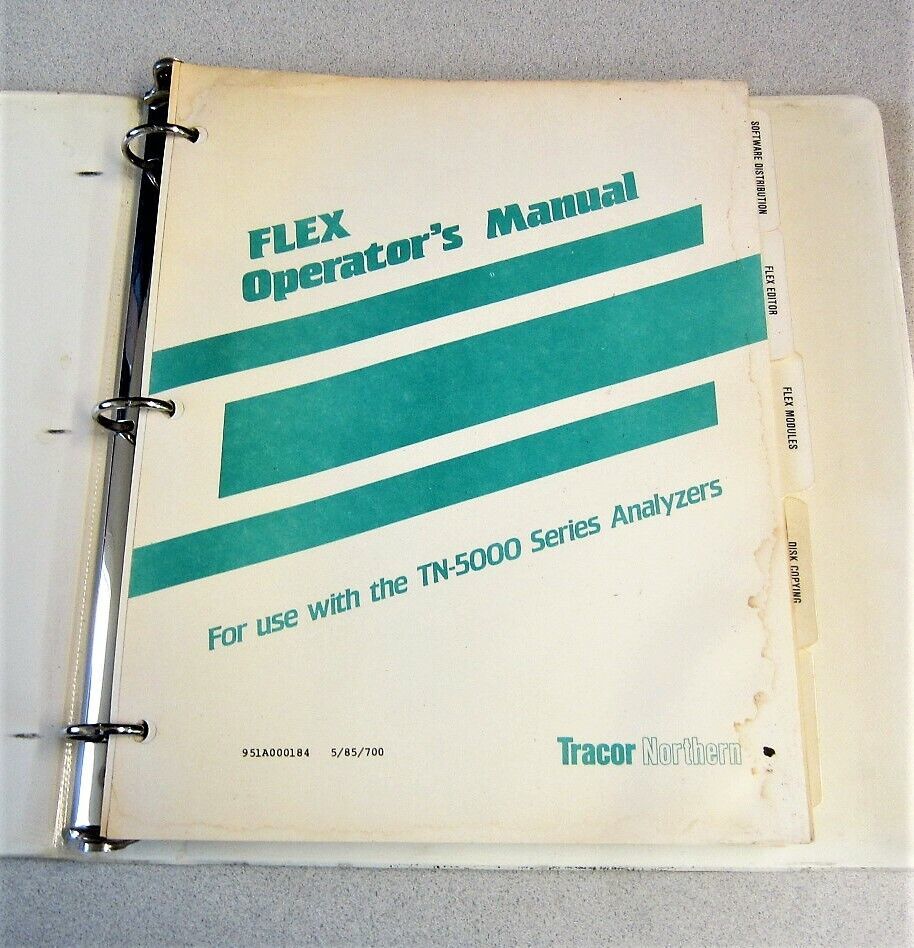 FLEX
Operator's Manual
For use with the TN-5000 Series Analyzers
951A000184 5/85/700
Tracor Northern
SOFTWARE DISTRIBUTION
FLEX EDITOR
FLEX MODULES
DISK COPYING